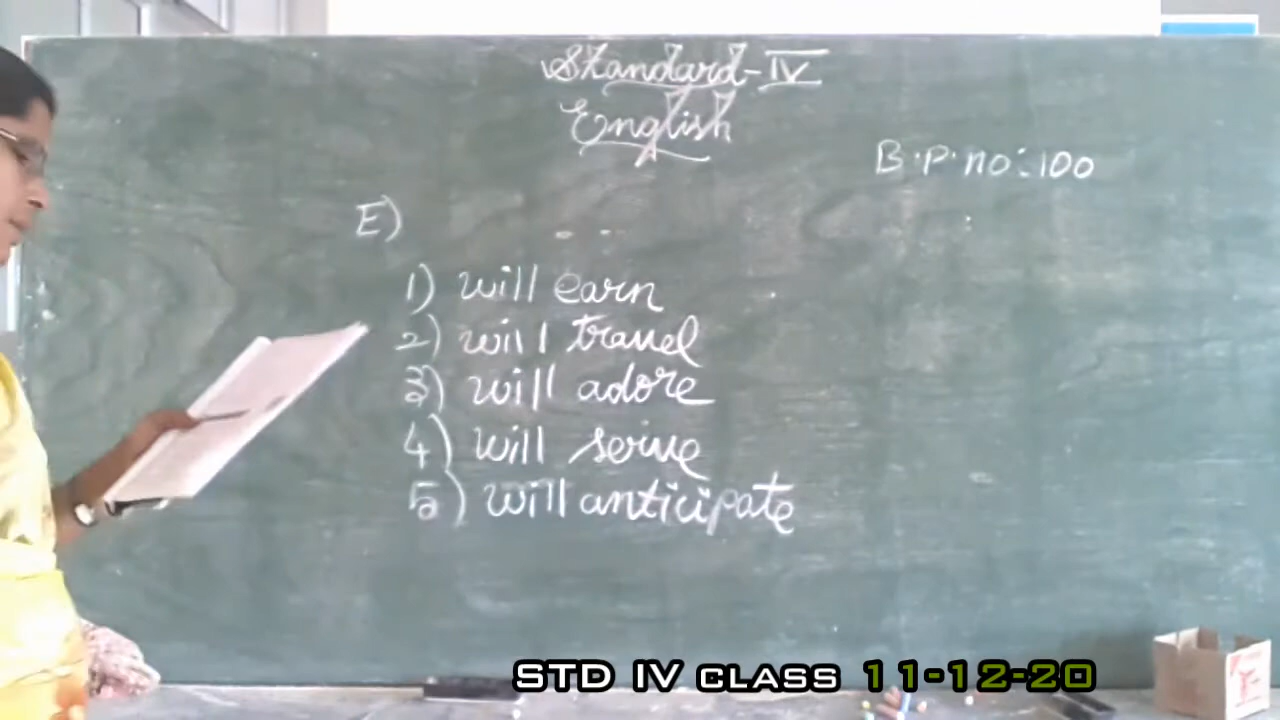 Standard-IV
English
B.P. no: 100
E)
1) will earn
2) will travel
3) will adore
4) will serve
5) will anticipate
STD IV CLASS 11-12-20